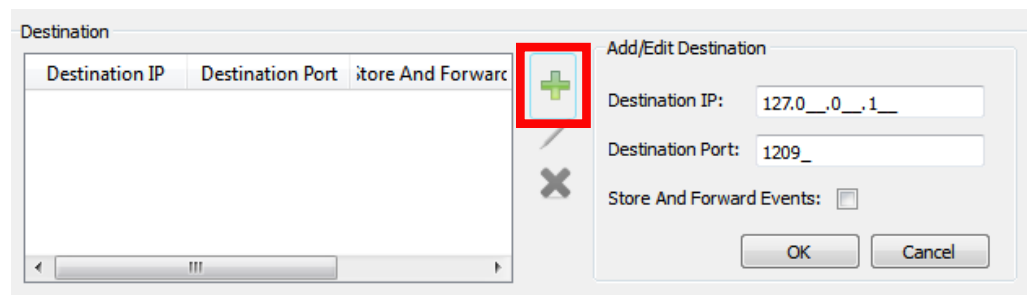 Destination
Destination IP Destination Port Store And Forward
Add/Edit Destination
Destination IP: 127.0__.0__.1__
Destination Port: 1209_
Store And Forward Events:
OK Cancel